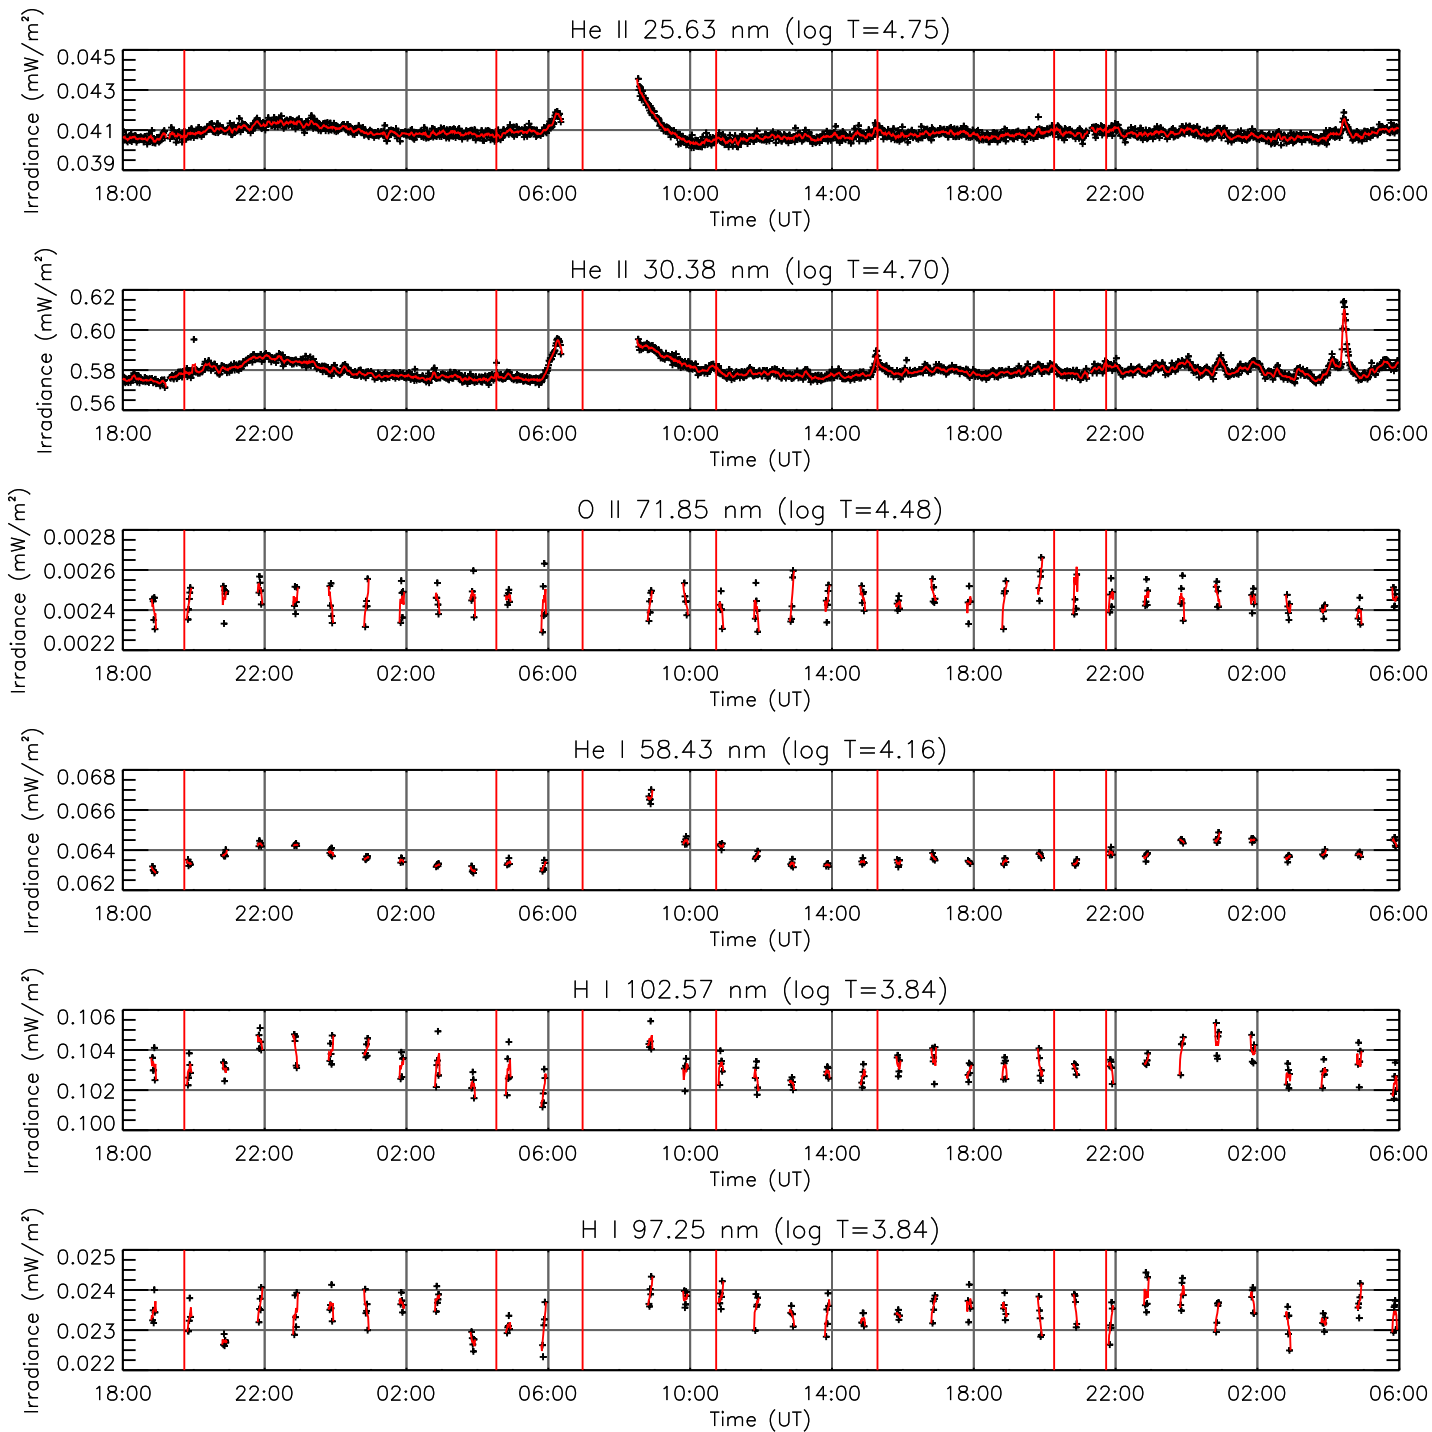 He II 25.63 nm (log T=4.75)
Irradiance (mW/m²)
0.045
0.043
0.041
0.039
18:00 22:00 02:00 06:00 10:00 14:00 18:00 22:00 02:00 06:00
Time (UT)
He II 30.38 nm (log T=4.70)
Irradiance (mW/m²)
0.62
0.60
0.58
0.56
18:00 22:00 02:00 06:00 10:00 14:00 18:00 22:00 02:00 06:00
Time (UT)
O II 71.85 nm (log T=4.48)
Irradiance (mW/m²)
0.0028
0.0026
0.0024
0.0022
18:00 22:00 02:00 06:00 10:00 14:00 18:00 22:00 02:00 06:00
Time (UT)
He I 58.43 nm (log T=4.16)
Irradiance (mW/m²)
0.068
0.066
0.064
0.062
18:00 22:00 02:00 06:00 10:00 14:00 18:00 22:00 02:00 06:00
Time (UT)
H I 102.57 nm (log T=3.84)
Irradiance (mW/m²)
0.106
0.104
0.102
0.100
18:00 22:00 02:00 06:00 10:00 14:00 18:00 22:00 02:00 06:00
Time (UT)
H I 97.25 nm (log T=3.84)
Irradiance (mW/m²)
0.025
0.024
0.023
0.022
18:00 22:00 02:00 06:00 10:00 14:00 18:00 22:00 02:00 06:00
Time (UT)